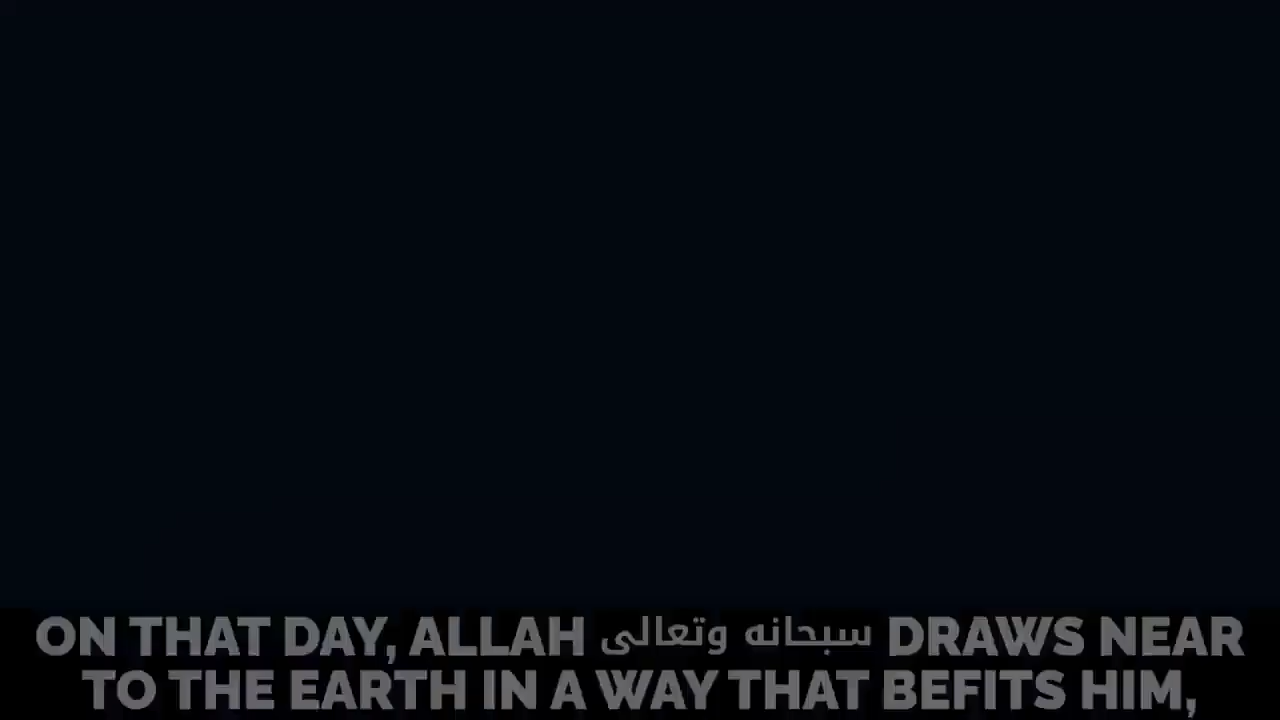 ON THAT DAY, ALLAH سبحانه وتعالى DRAWS NEAR
TO THE EARTH IN A WAY THAT BEFITS HIM,